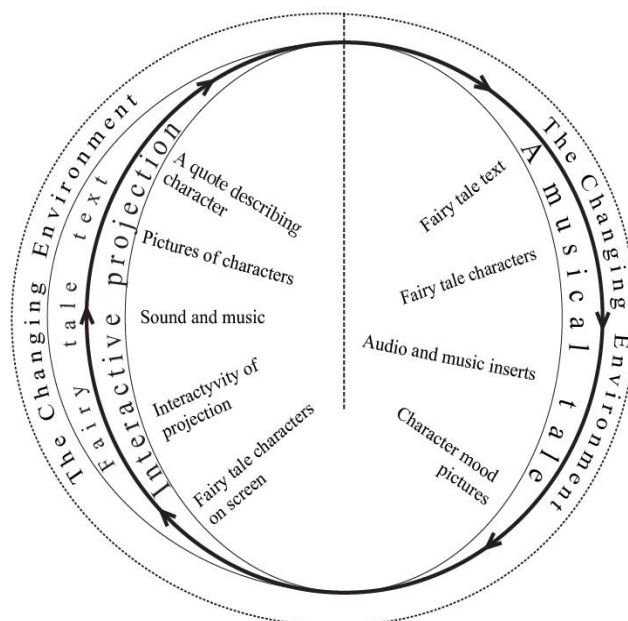 The Changing Environment
Fairy tale text
Interactive projection
A quote describing
character
Pictures of characters
Sound and music
Interactyvity of
projection
Fairy tale characters
on screen
The Changing Environment
A musical tale
Fairy tale text
Fairy tale characters
Audio and music inserts
Character mood
pictures